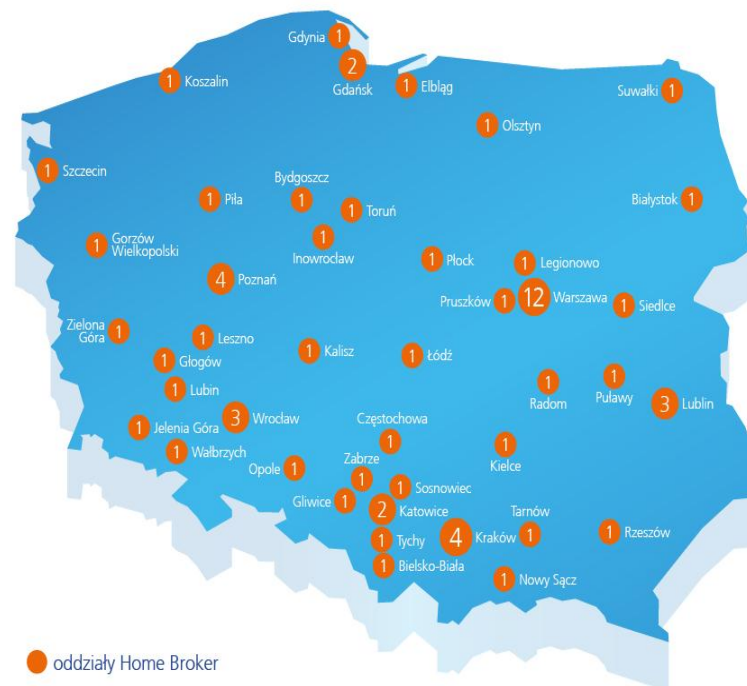 Gdynia 1
2
Gdańsk
1 Koszalin
1 Elbląg
Suwałki 1
1 Olsztyn
1 Szczecin
Bydgoszcz
1
1 Piła
1 Toruń
Białystok 1
1 Gorzów
Wielkopolski
1
Inowrocław
1 Płock
1 Legionowo
4 Poznań
Pruszków 1
12 Warszawa
1 Siedlce
Zielona
Góra 1
1 Leszno
1 Kalisz
1 Łódź
1
Głogów
1
Lubin
1
Radom
1
Puławy
3 Lublin
3 Wrocław
1 Jelenia Góra
Częstochowa
1
1
Kielce
1
Wałbrzych
Opole 1
Zabrze
1
1 Sosnowiec
Gliwice 1
2 Katowice
1 Tychy
4 Kraków
Tarnów
1
1 Rzeszów
1 Bielsko-Biała
1 Nowy Sącz
oddziały Home Broker